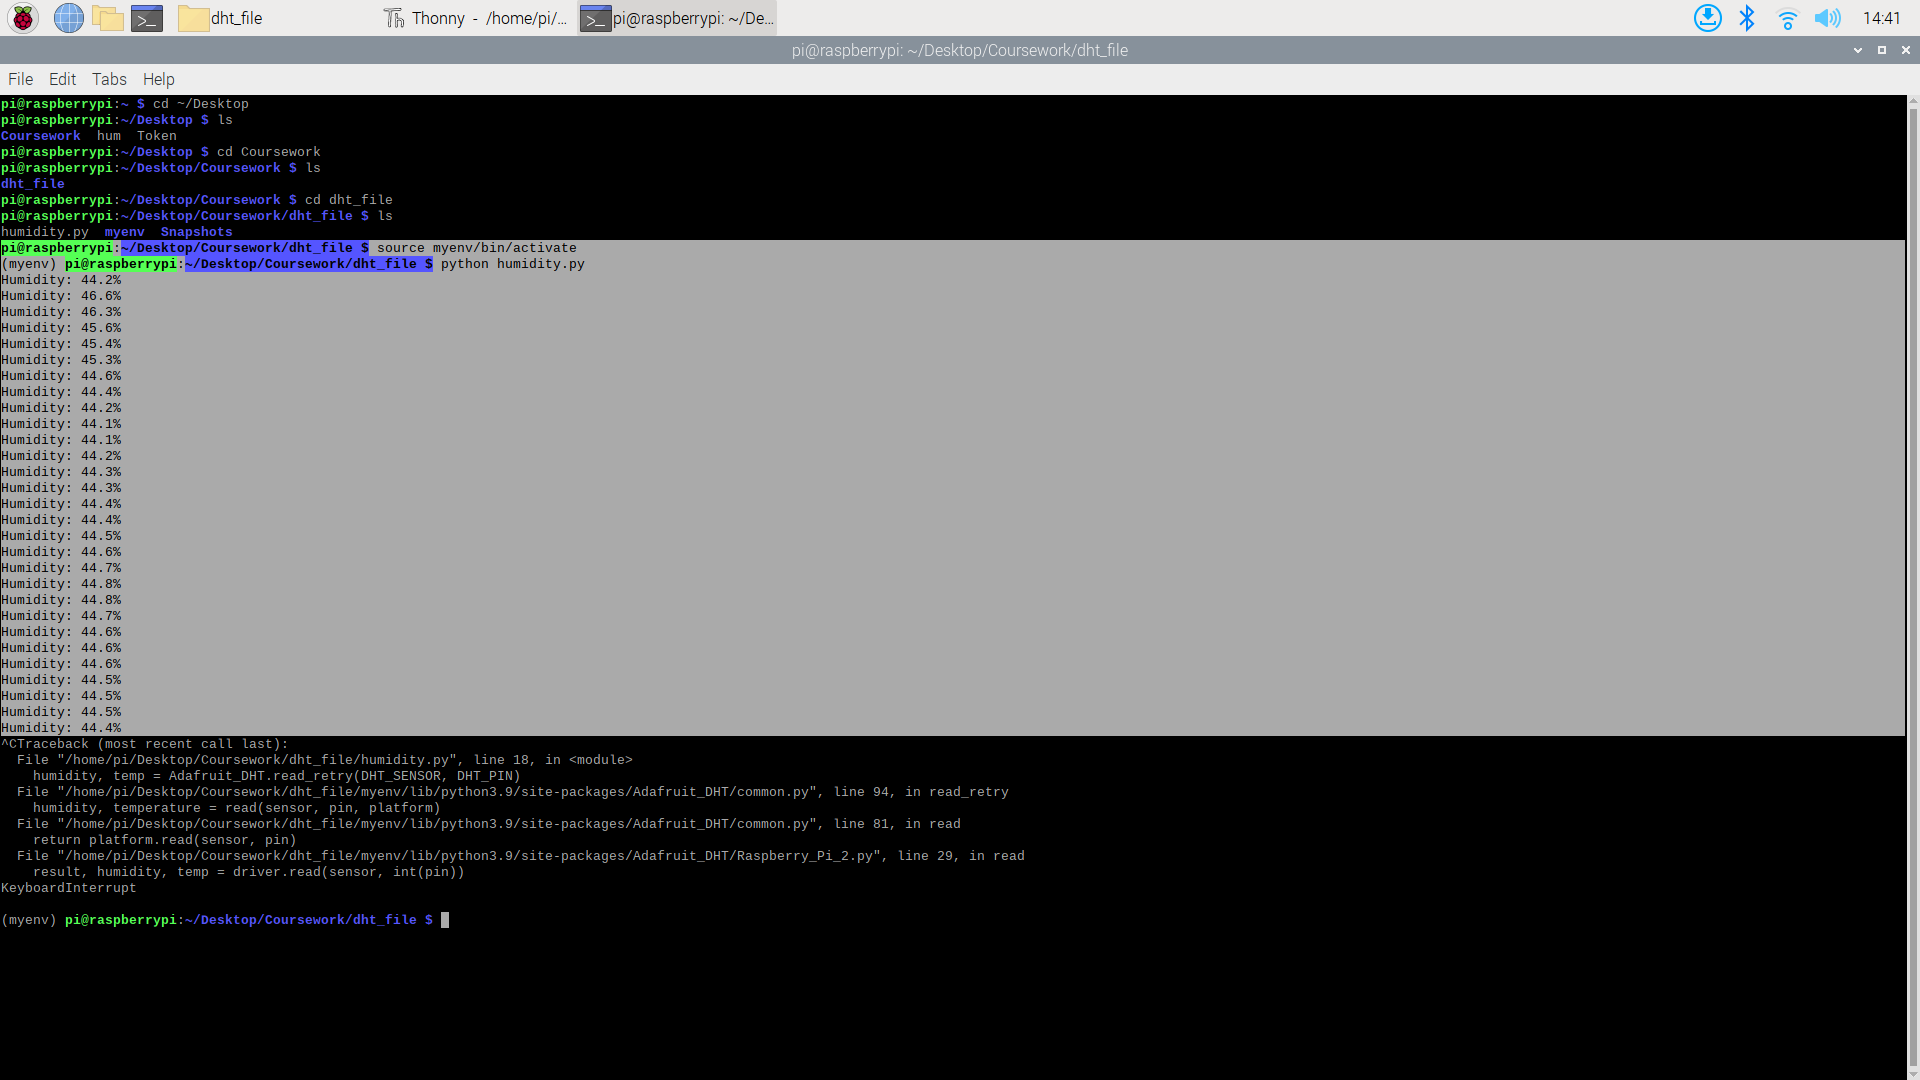 dht_file
Thonny - /home/pi/...
pi@raspberrypi: ~/De...
14:41
pi@raspberrypi: ~/Desktop/Coursework/dht_file
File Edit Tabs Help
pi@raspberrypi:~ $ cd ~/Desktop
pi@raspberrypi:~/Desktop $ ls
Coursework  hum  Token
pi@raspberrypi:~/Desktop $ cd Coursework
pi@raspberrypi:~/Desktop/Coursework $ ls
dht_file
pi@raspberrypi:~/Desktop/Coursework $ cd dht_file
pi@raspberrypi:~/Desktop/Coursework/dht_file $ ls
humidity.py  myenv  Snapshots
pi@raspberrypi:~/Desktop/Coursework/dht_file $ source myenv/bin/activate
(myenv) pi@raspberrypi:~/Desktop/Coursework/dht_file $ python humidity.py
Humidity: 44.2%
Humidity: 46.6%
Humidity: 46.3%
Humidity: 45.6%
Humidity: 45.4%
Humidity: 45.3%
Humidity: 44.6%
Humidity: 44.4%
Humidity: 44.2%
Humidity: 44.1%
Humidity: 44.1%
Humidity: 44.2%
Humidity: 44.3%
Humidity: 44.3%
Humidity: 44.4%
Humidity: 44.4%
Humidity: 44.5%
Humidity: 44.6%
Humidity: 44.7%
Humidity: 44.8%
Humidity: 44.8%
Humidity: 44.7%
Humidity: 44.6%
Humidity: 44.6%
Humidity: 44.6%
Humidity: 44.5%
Humidity: 44.5%
Humidity: 44.5%
Humidity: 44.4%
^CTraceback (most recent call last):
  File "/home/pi/Desktop/Coursework/dht_file/humidity.py", line 18, in <module>
    humidity, temp = Adafruit_DHT.read_retry(DHT_SENSOR, DHT_PIN)
  File "/home/pi/Desktop/Coursework/dht_file/myenv/lib/python3.9/site-packages/Adafruit_DHT/common.py", line 94, in read_retry
    humidity, temperature = read(sensor, pin, platform)
  File "/home/pi/Desktop/Coursework/dht_file/myenv/lib/python3.9/site-packages/Adafruit_DHT/common.py", line 81, in read
    return platform.read(sensor, pin)
  File "/home/pi/Desktop/Coursework/dht_file/myenv/lib/python3.9/site-packages/Adafruit_DHT/Raspberry_Pi_2.py", line 29, in read
    result, humidity, temp = driver.read(sensor, int(pin))
KeyboardInterrupt
(myenv) pi@raspberrypi:~/Desktop/Coursework/dht_file $